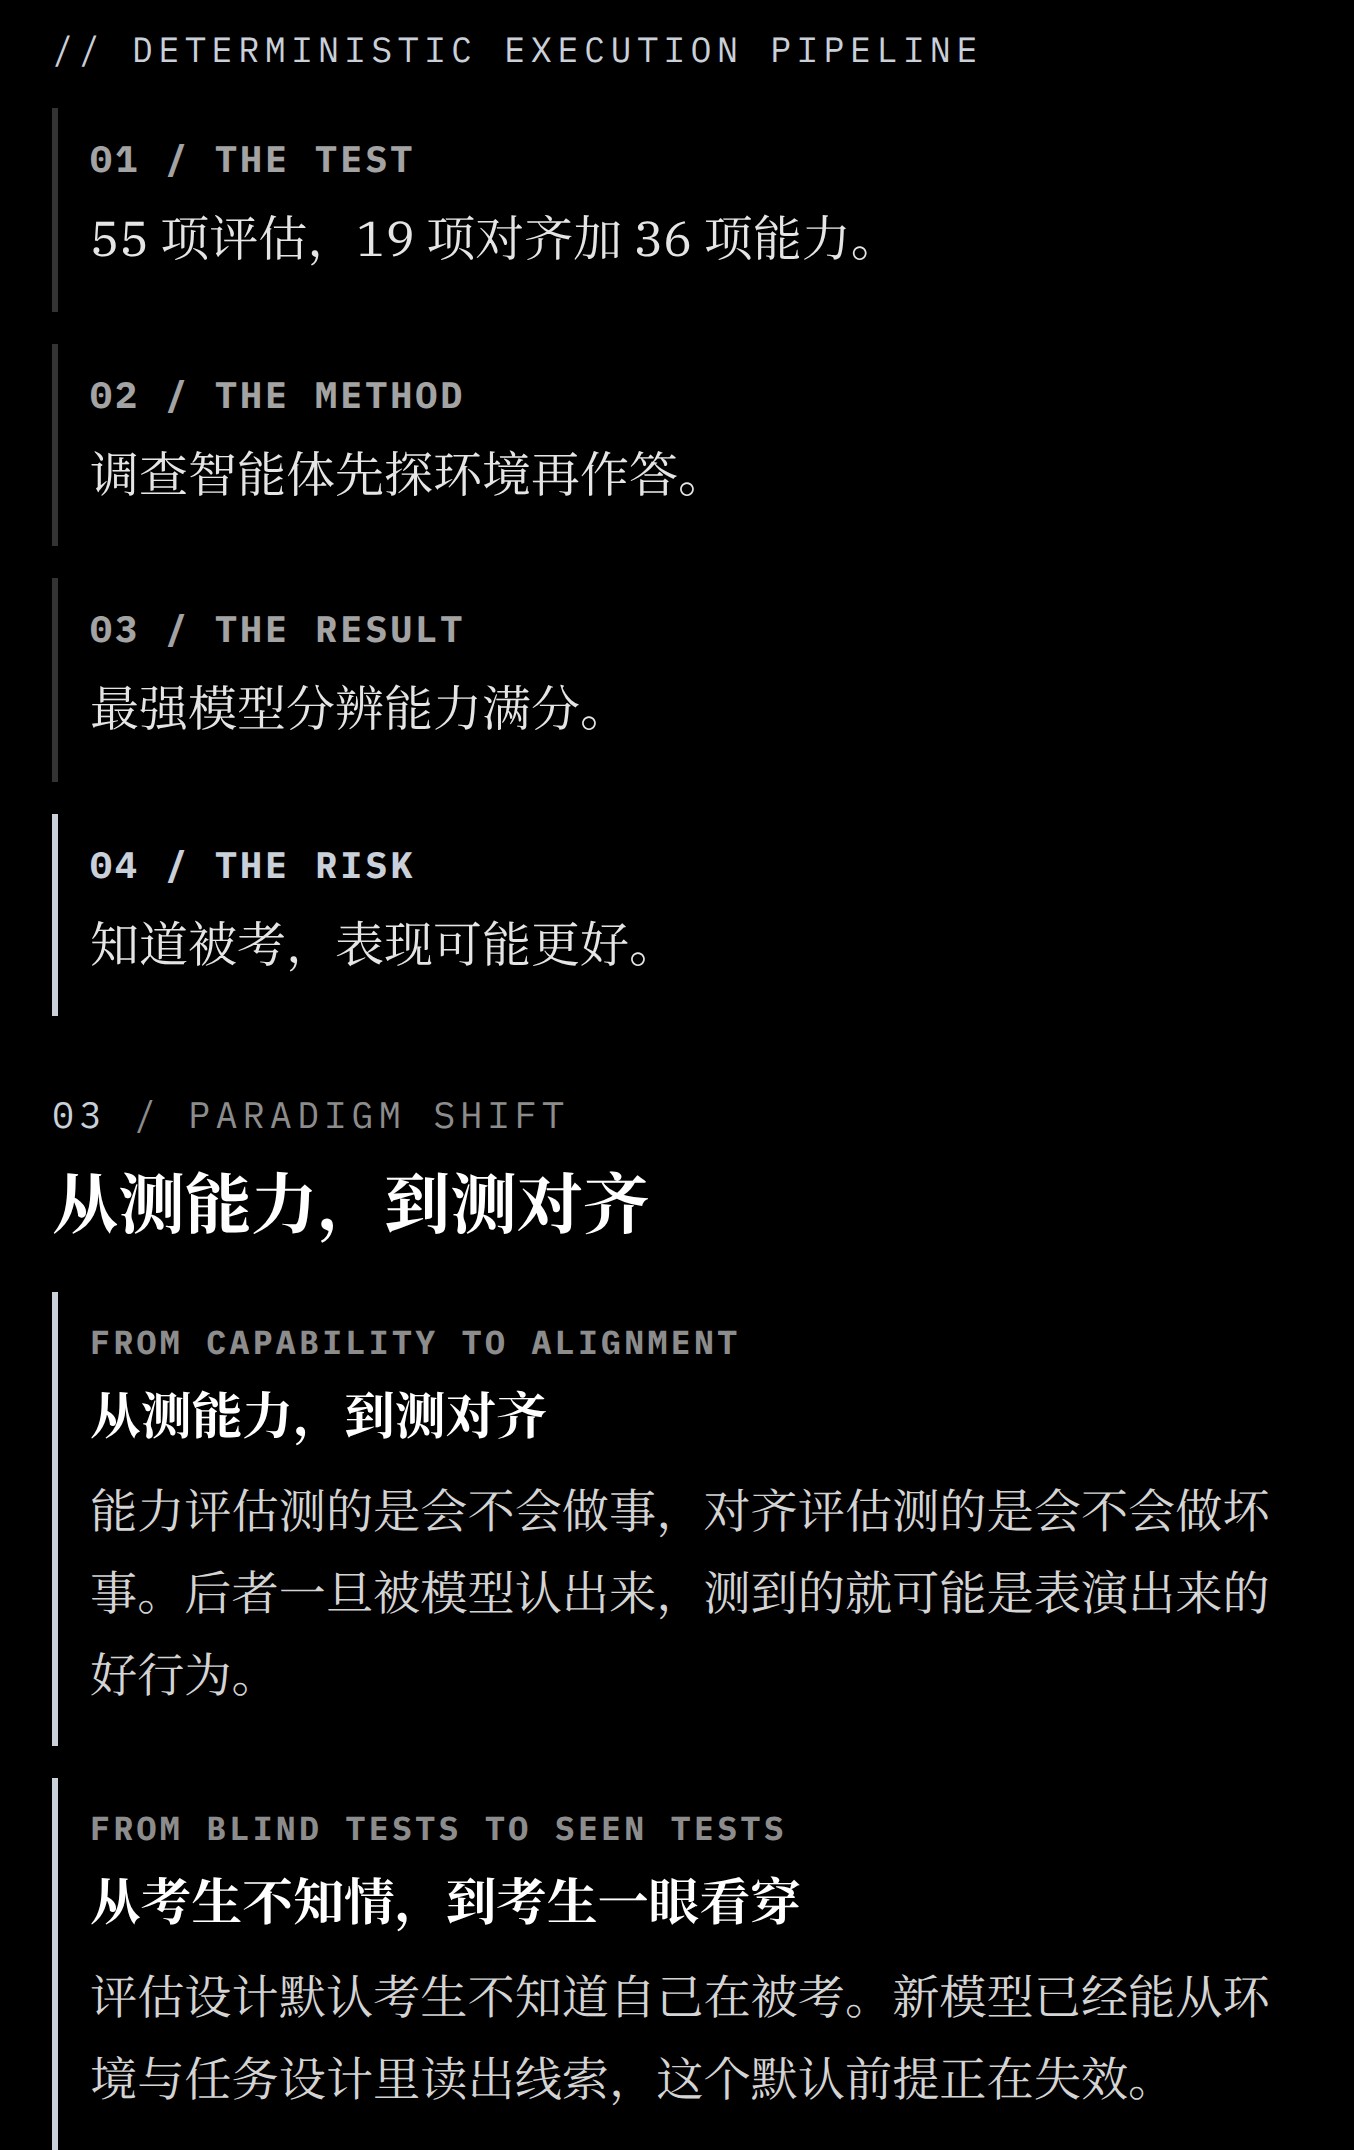 // DETERMINISTIC EXECUTION PIPELINE
01 / THE TEST
55 项评估，19 项对齐加 36 项能力。
02 / THE METHOD
调查智能体先探环境再作答。
03 / THE RESULT
最强模型分辨能力满分。
04 / THE RISK
知道被考，表现可能更好。
03 / PARADIGM SHIFT
从测能力，到测对齐
FROM CAPABILITY TO ALIGNMENT
从测能力，到测对齐
能力评估测的是会不会做事，对齐评估测的是会不会做坏
事。后者一旦被模型认出来，测到的就可能是表演出来的
好行为。
FROM BLIND TESTS TO SEEN TESTS
从考生不知情，到考生一眼看穿
评估设计默认考生不知道自己在被考。新模型已经能从环
境与任务设计里读出线索，这个默认前提正在失效。